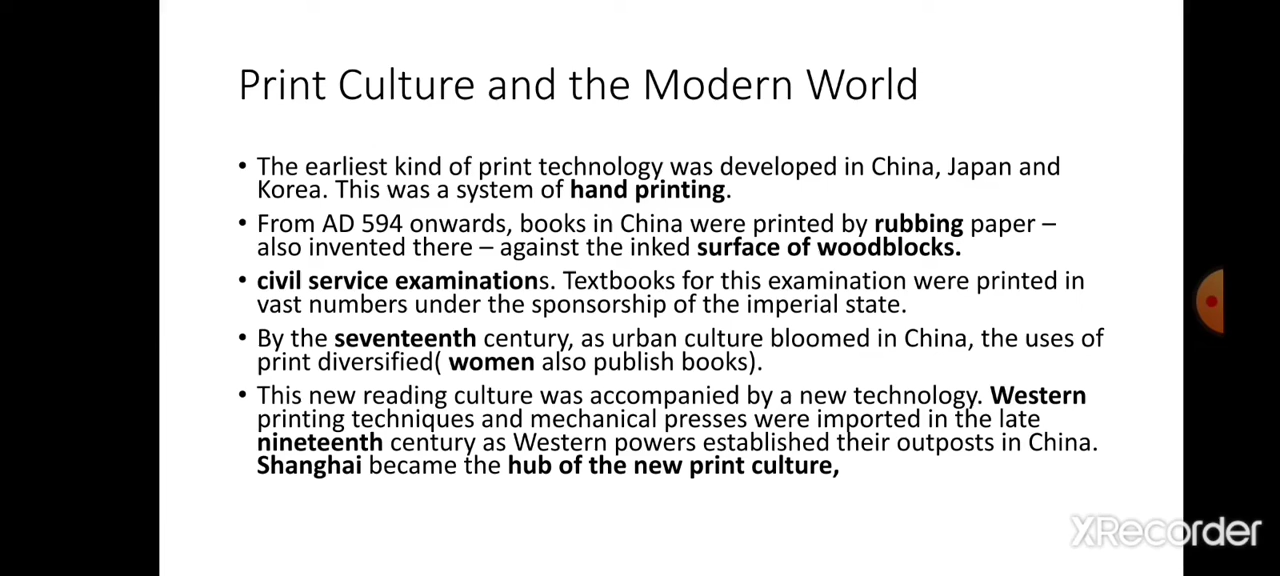 Print Culture and the Modern World
• The earliest kind of print technology was developed in China, Japan and
Korea. This was a system of hand printing.
• From AD 594 onwards, books in China were printed by rubbing paper –
also invented there – against the inked surface of woodblocks.
• civil service examinations. Textbooks for this examination were printed in
vast numbers under the sponsorship of the imperial state.
• By the seventeenth century, as urban culture bloomed in China, the uses of
print diversified( women also publish books).
• This new reading culture was accompanied by a new technology. Western
printing techniques and mechanical presses were imported in the late
nineteenth century as Western powers established their outposts in China.
Shanghai became the hub of the new print culture,
XRecorder